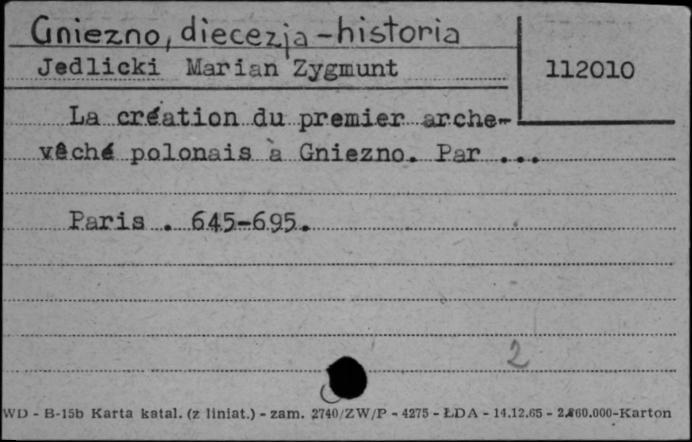 Gniezno, diecezja - historia
Jedlicki Marian Zygmunt
112010
La création du premier arche-
vêché polonais à Gniezno. Par ...
Paris . 645-695.
2
WD - B-15b Karta katal. (z liniat.) - zam. 2740/ZW/P - 4275 - ŁDA - 14.12.65 - 2.860.000-Karton